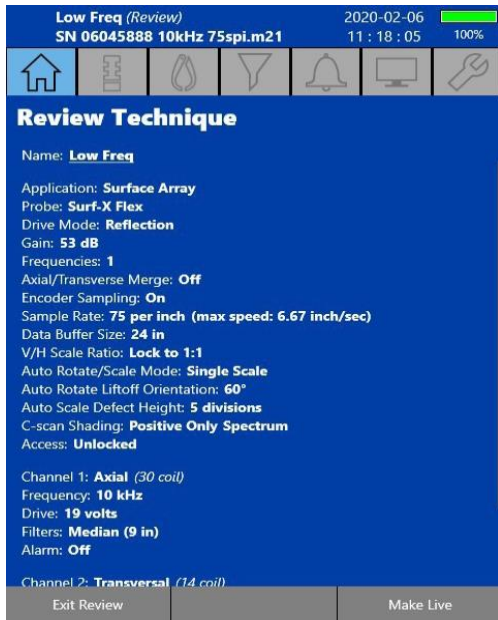 Low Freq (Review)
2020-02-06
SN 06045888 10kHz 75spi.m21
11 : 18 : 05
100%
Review Technique
Name: Low Freq
Application: Surface Array
Probe: Surf-X Flex
Drive Mode: Reflection
Gain: 53 dB
Frequencies: 1
Axial/Transverse Merge: Off
Encoder Sampling: On
Sample Rate: 75 per inch (max speed: 6.67 inch/sec)
Data Buffer Size: 24 in
V/H Scale Ratio: Lock to 1:1
Auto Rotate/Scale Mode: Single Scale
Auto Rotate Liftoff Orientation: 60°
Auto Scale Defect Height: 5 divisions
C-scan Shading: Positive Only Spectrum
Access: Unlocked
Channel 1: Axial (30 coil)
Frequency: 10 kHz
Drive: 19 volts
Filters: Median (9 in)
Alarm: Off
Channel 2: Transversal (14 coil)
Exit Review
Make Live